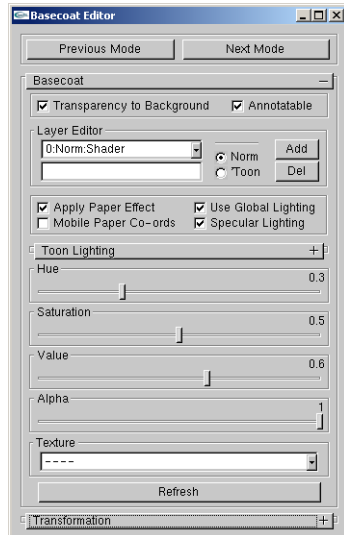 Basecoat Editor
Previous Mode Next Mode
Basecoat
Transparency to Background Annotatable
Layer Editor
0:Norm:Shader Add
Norm
'Toon Del
Apply Paper Effect Use Global Lighting
Mobile Paper Co-ords Specular Lighting
Toon Lighting
Hue
0.3
Saturation
0.5
Value
0.6
Alpha
1
Texture
----
Refresh
Transformation